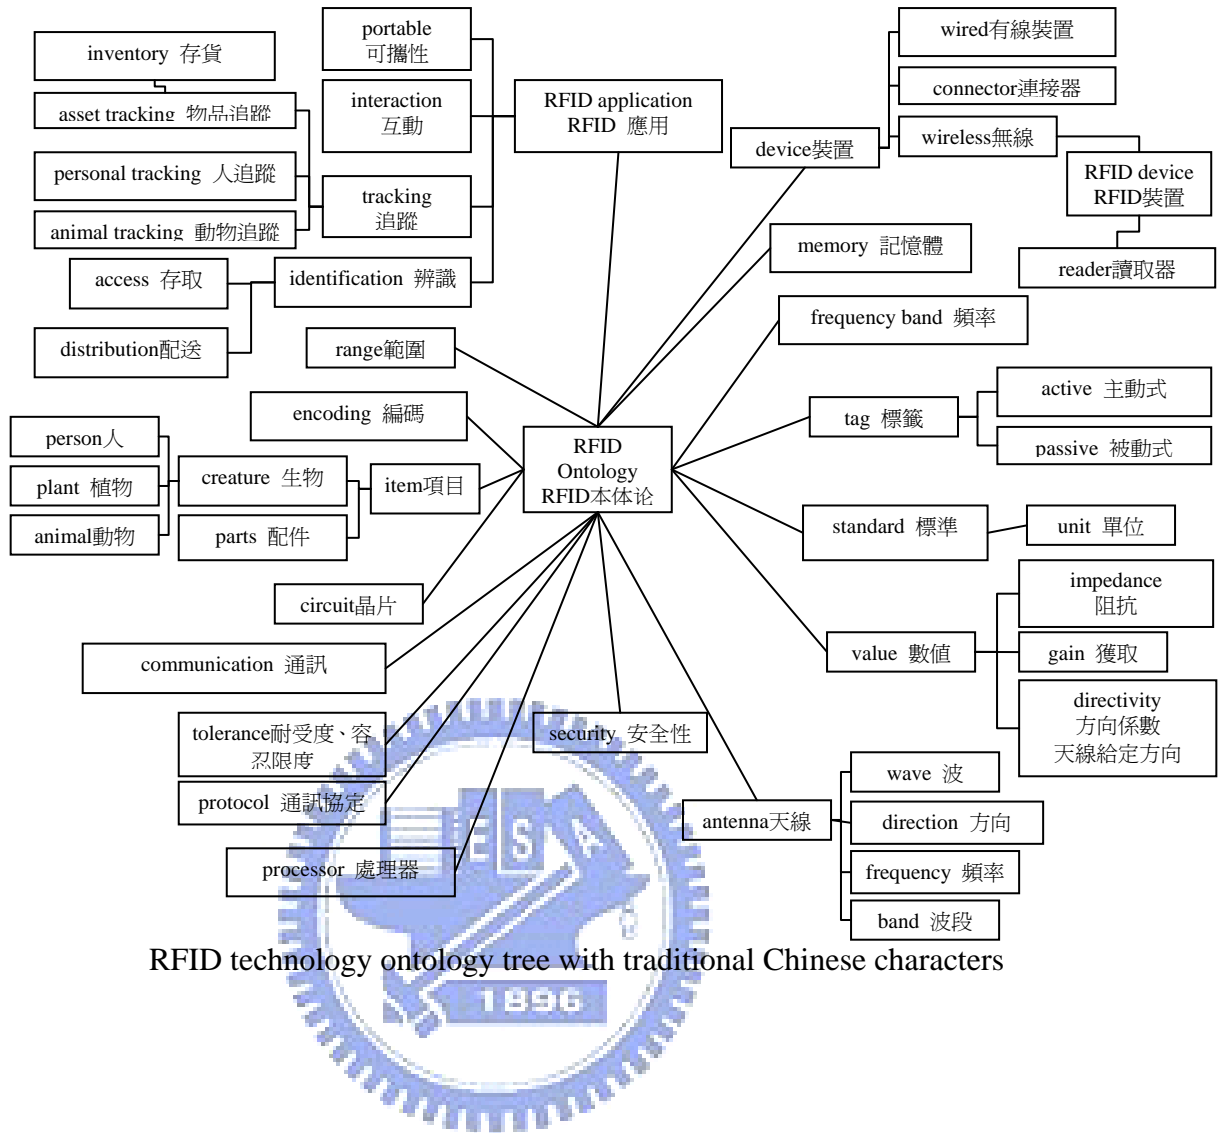 portable
可攜性
inventory 存貨
wired有線裝置
asset tracking 物品追蹤
interaction
互動
RFID application
RFID 應用
connector連接器
device裝置
wireless無線
personal tracking 人追蹤
tracking
追蹤
RFID device
RFID裝置
animal tracking 動物追蹤
memory 記憶體
access 存取
identification 辨識
reader讀取器
frequency band 頻率
distribution配送
range範圍
encoding 編碼
tag 標籤
active 主動式
passive 被動式
person人
plant 植物
animal動物
creature 生物
parts 配件
item項目
RFID
Ontology
RFID本体论
standard 標準
unit 單位
circuit晶片
impedance
阻抗
communication 通訊
value 數值
gain 獲取
directivity
方向係數
天線給定方向
tolerance耐受度、容
忍限度
security 安全性
protocol 通訊協定
antenna天線
wave 波
direction 方向
processor 處理器
frequency 頻率
band 波段
ESA
RFID technology ontology tree with traditional Chinese characters
1896